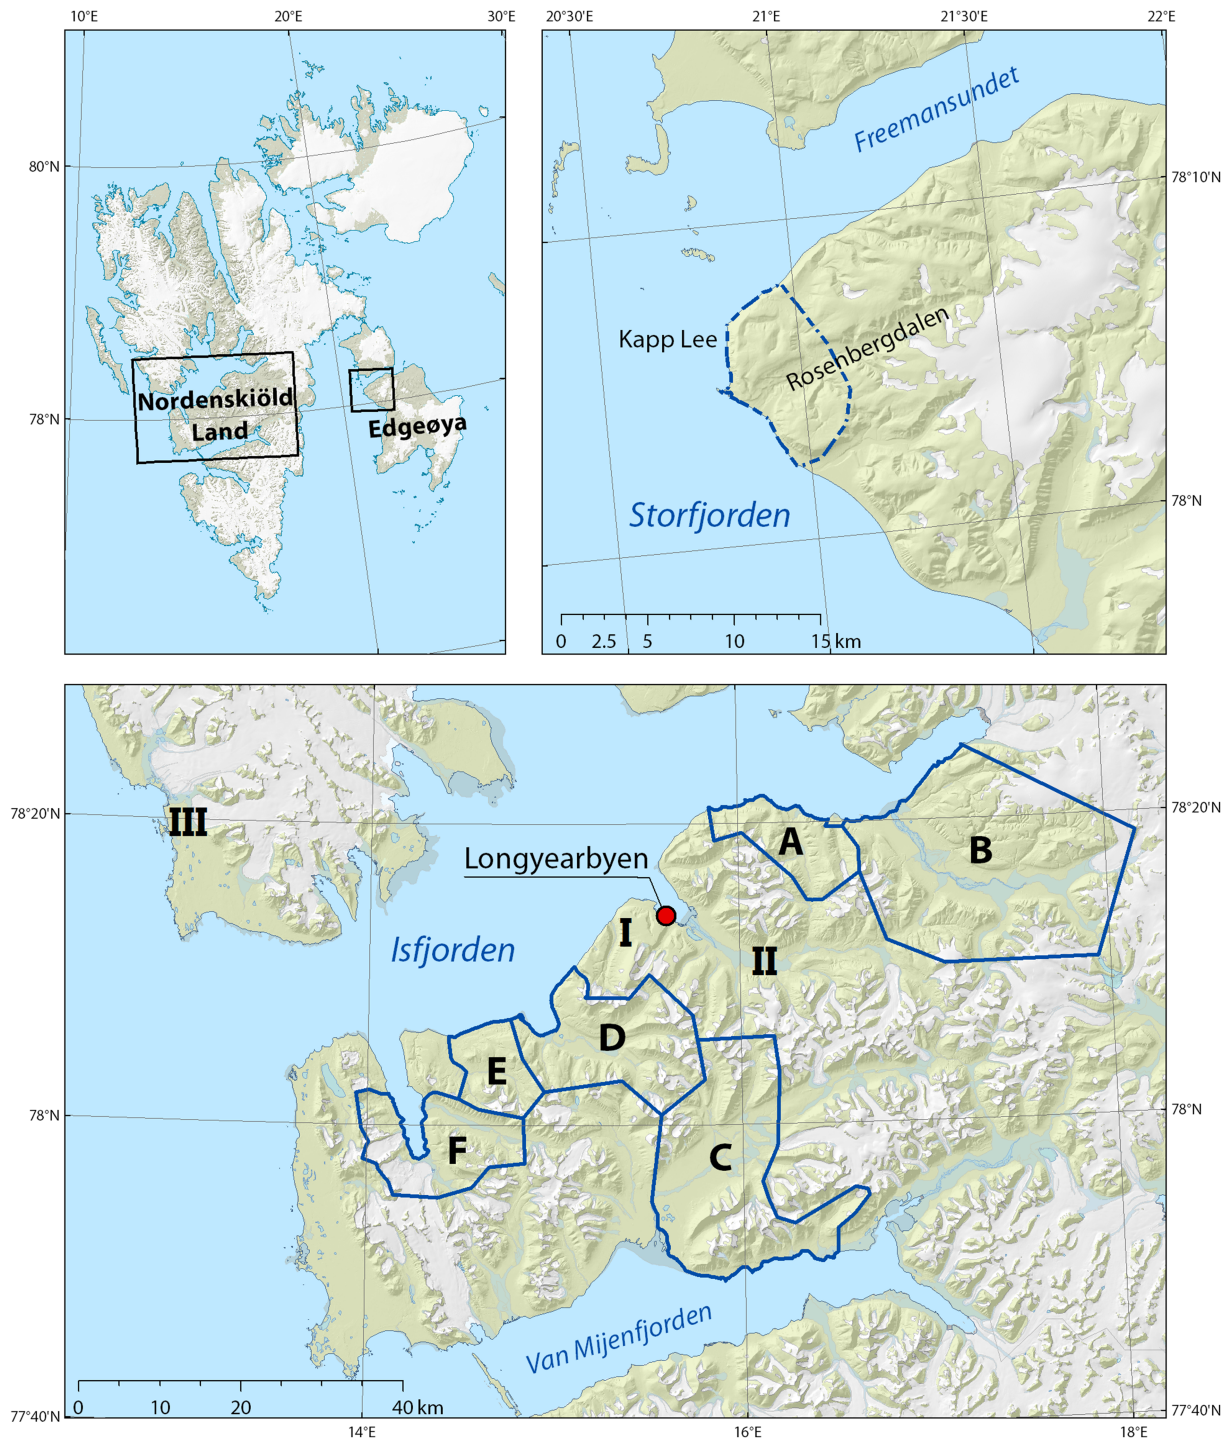 10°E 20°E 30°E
80°N
78°N
Nordenskiöld
Land
Edgeøya
20°30'E 21°E 21°30'E 22°E
Freemansundet
78°10'N
Kapp Lee
Rosenbergdalen
Storfjorden
78°N
0 2.5 5 10 15 km
78°20'N
78°20'N
III
A
B
Longyearbyen
I
II
Isfjorden
D
E
78°N
78°N
F
C
Van Mijenfjorden
0 10 20 40 km
77°40'N
77°40'N
14°E 16°E 18°E